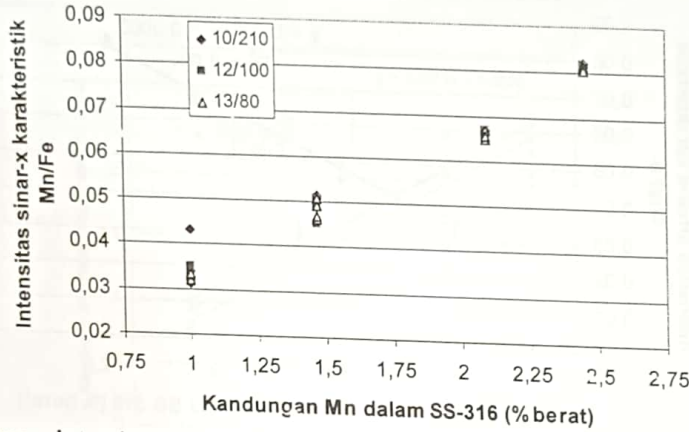 Intensitas sinar-x karakteristik
Mn/Fe
0,09
0,08
0,07
0,06
0,05
0,04
0,03
0,02
10/210
12/100
13/80
0,75 1 1,25 1,5 1,75 2 2,25 2,5 2,75
Kandungan Mn dalam SS-316 (% berat)